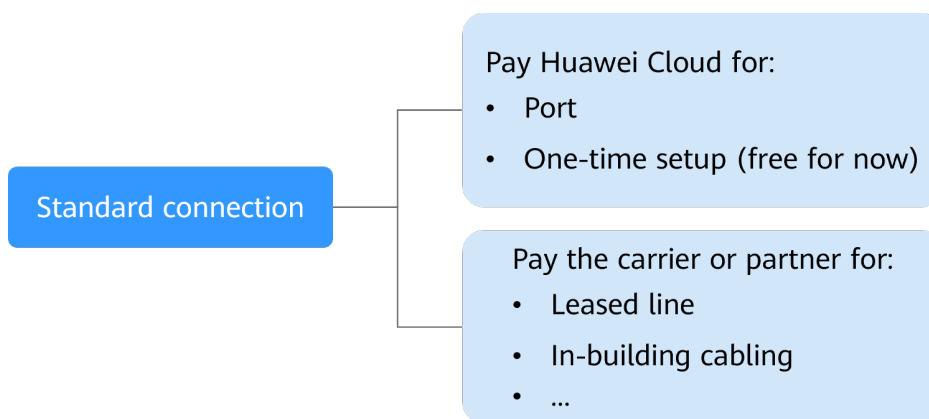 Standard connection
Pay Huawei Cloud for:
• Port
• One-time setup (free for now)
Pay the carrier or partner for:
• Leased line
• In-building cabling
• ...